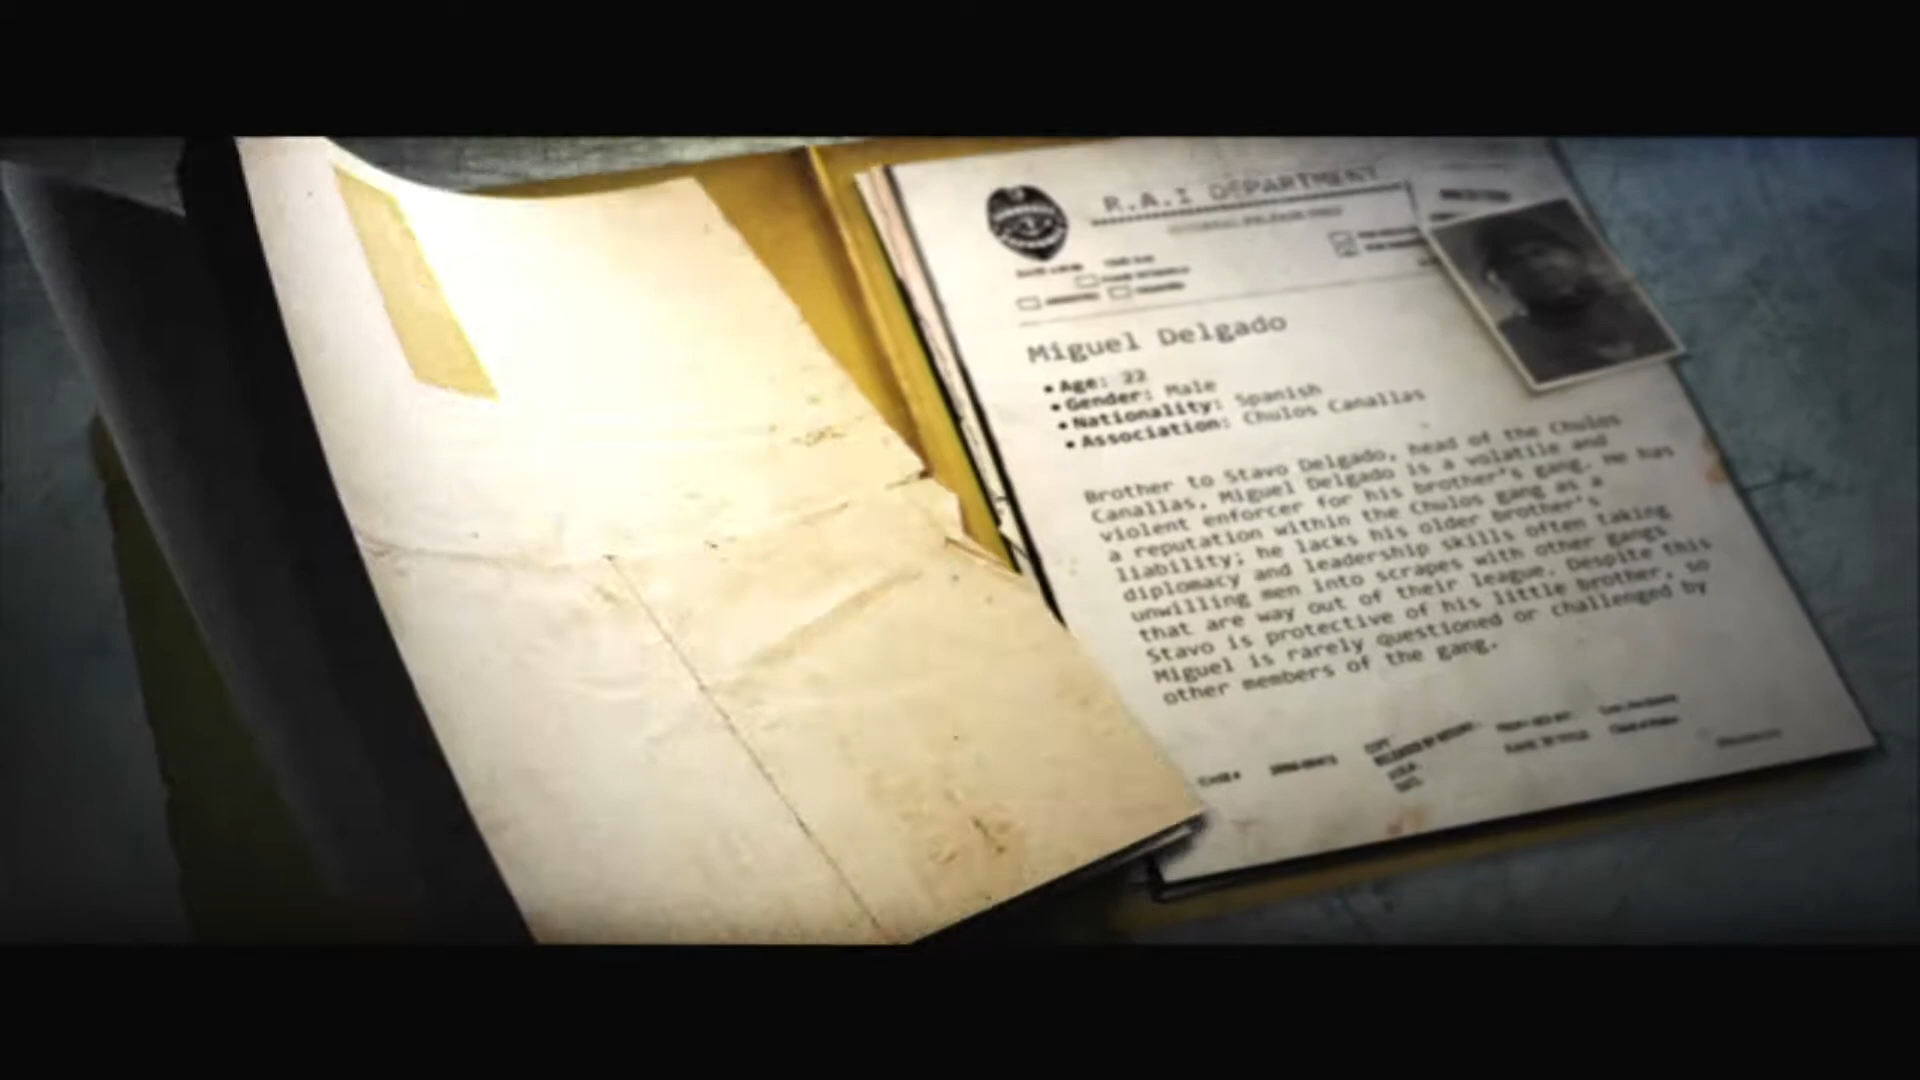 R.A.I DEPARTMENT
Miguel Delgado
• Age: 22
• Gender: Male
• Nationality: Spanish
• Association: Chulos Canallas
Brother to Stavo Delgado, head of the Chulos
Canallas, Miguel Delgado is a volatile and
violent enforcer for his brother's gang. He has
a reputation within the Chulos gang as a
liability; he lacks his older brother's
diplomacy and leadership skills often taking
unwilling men into scrapes with other gangs
that are way out of their league. Despite this
Stavo is protective of his little brother, so
Miguel is rarely questioned or challenged by
other members of the gang.
CASE#